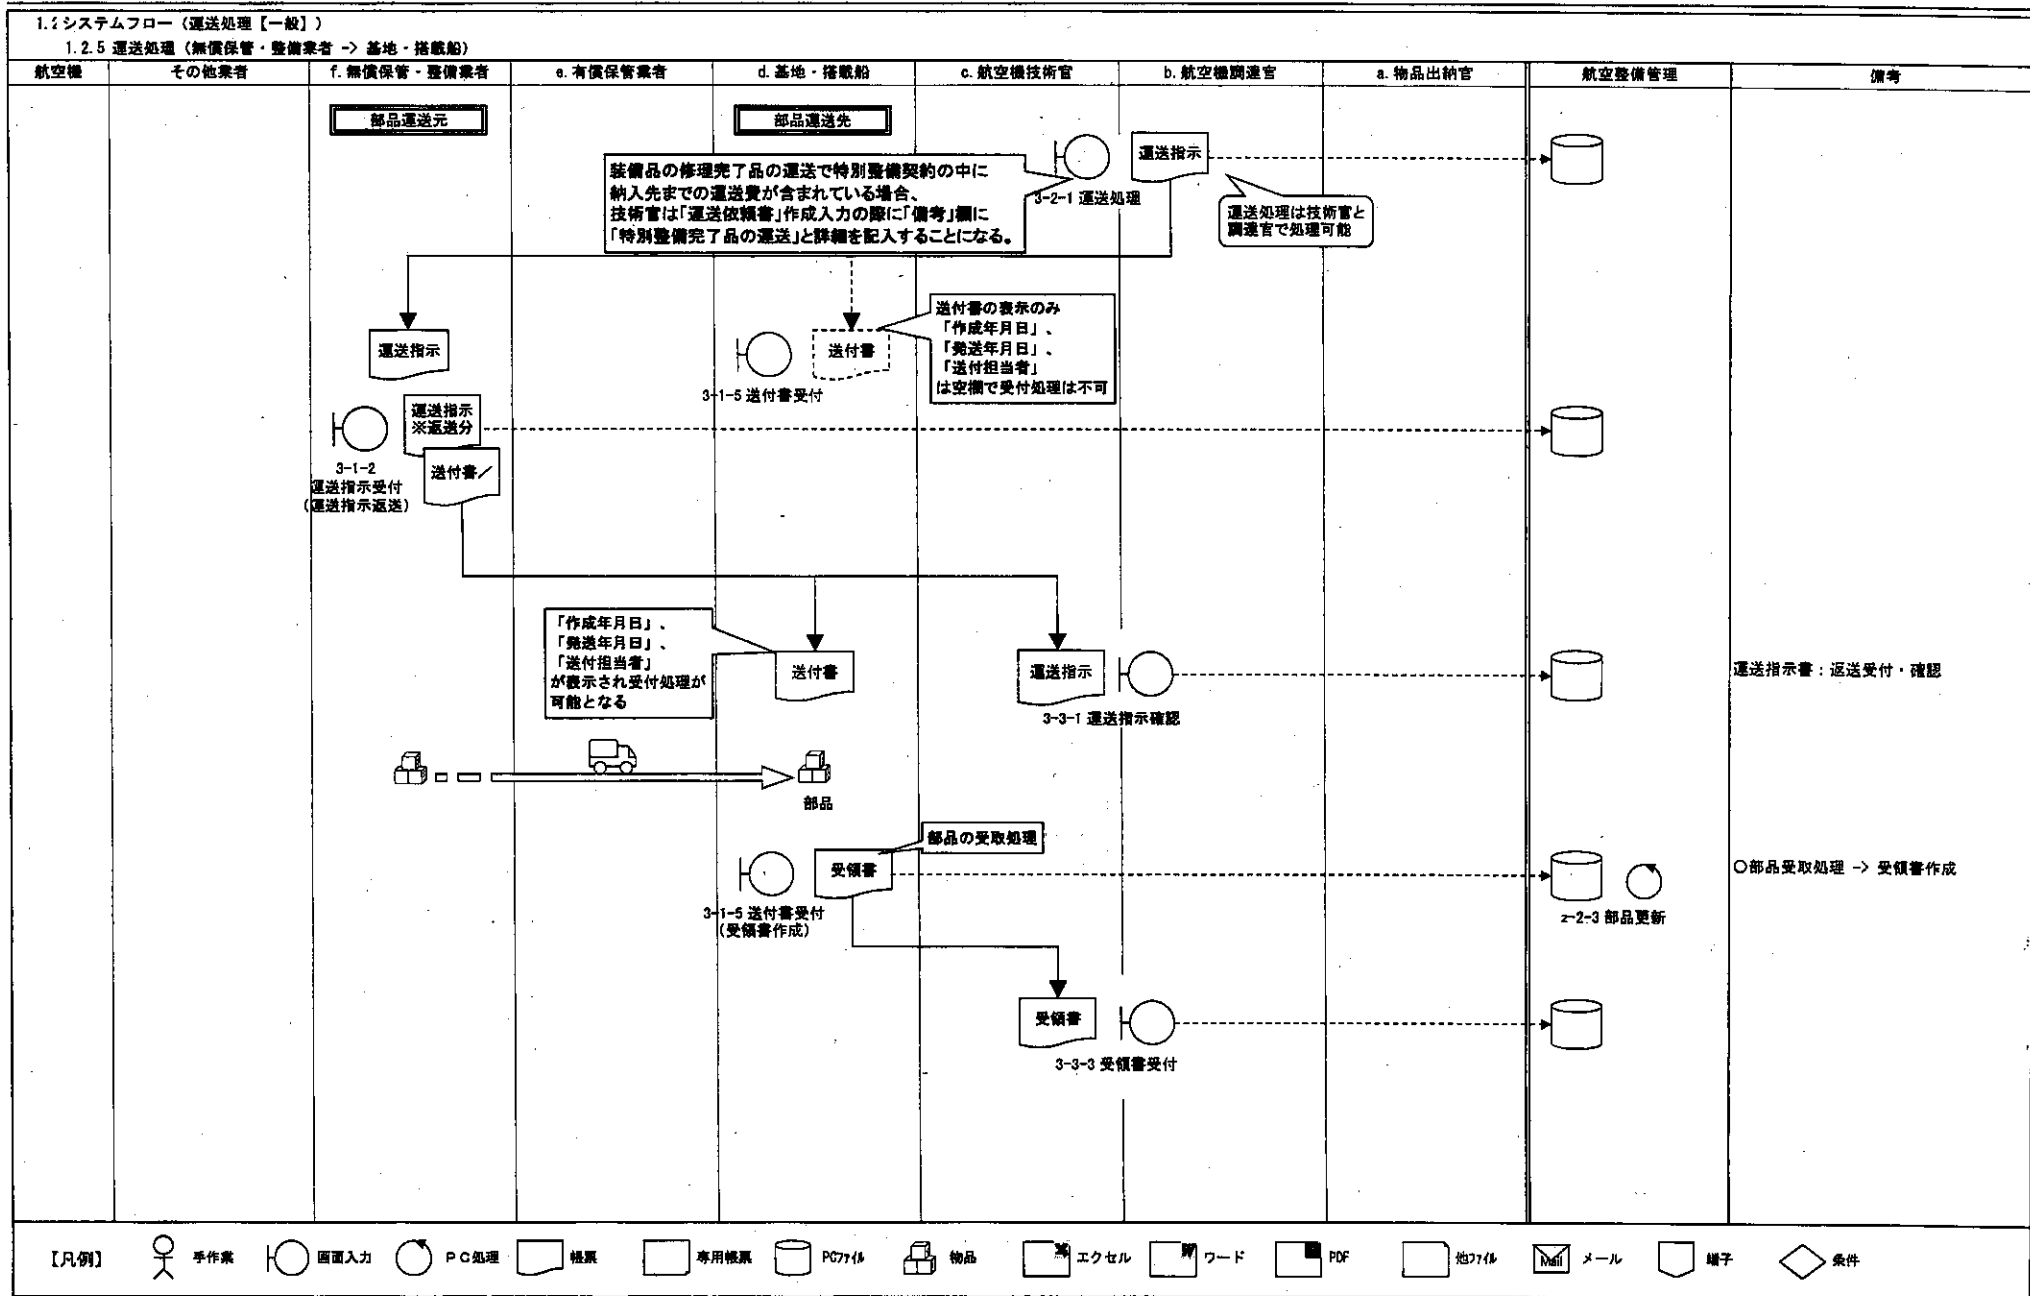 1.2 システムフロー（運送処理【一般】）
1.2.5 運送処理（無償保管・整備業者 -> 基地・搭載船）
航空機
その他業者
f. 無償保管・整備業者
e. 有償保管業者
d. 基地・搭載船
c. 航空機技術官
b. 航空機調達官
a. 物品出納官
航空整備管理
備考
部品運送元
部品運送先
運送指示
3-2-1 運送処理
装備品の修理完了品の運送で特別整備契約の中に
納入先までの運送費が含まれている場合、
技術官は「運送依頼書」作成入力の際に「備考」欄に
「特別整備完了品の運送」と詳細を記入することになる。
運送処理は技術官と
調達官で処理可能
運送指示
送付書
3-1-5 送付書受付
送付書の表示のみ
「作成年月日」、
「発送年月日」、
「送付担当者」
は空欄で受付処理は不可
運送指示
※返送分
送付書／
3-1-2
運送指示受付
（運送指示返送）
「作成年月日」、
「発送年月日」、
「送付担当者」
が表示され受付処理が
可能となる
送付書
運送指示
3-3-1 運送指示確認
運送指示書：返送受付・確認
部品
部品の受取処理
受領書
3-1-5 送付書受付
（受領書作成）
z-2-3 部品更新
〇部品受取処理 -> 受領書作成
受領書
3-3-3 受領書受付
【凡例】
手作業
画面入力
ＰＣ処理
帳票
専用帳票
PCﾌｧｲﾙ
物品
エクセル
ワード
PDF
他ﾌｧｲﾙ
Mail
メール
端子
条件